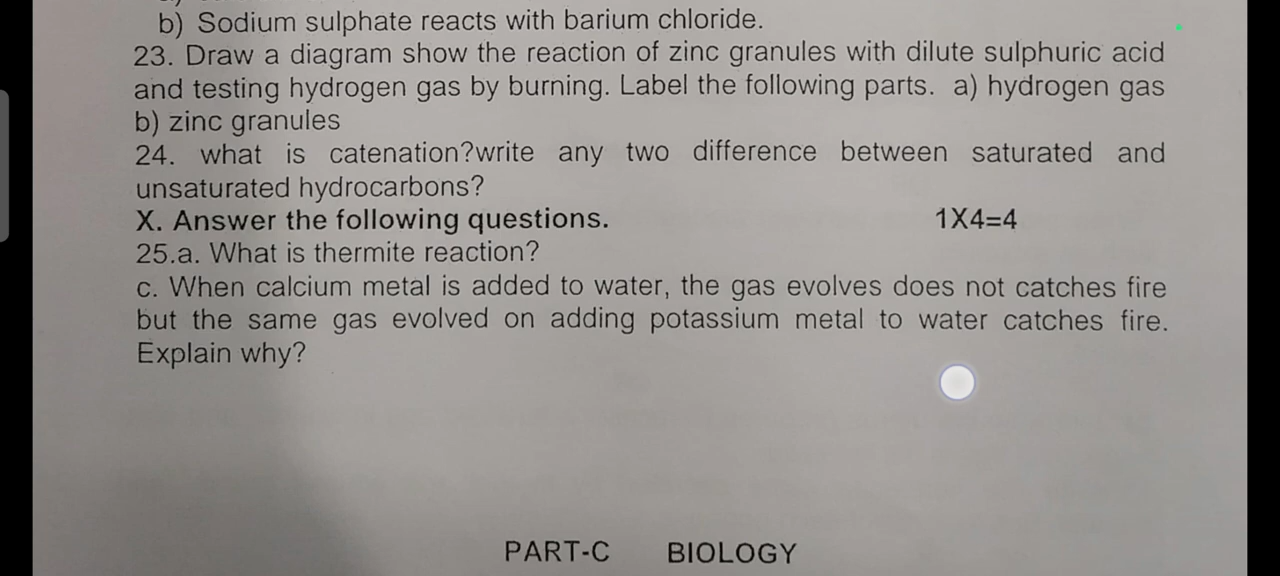 b) Sodium sulphate reacts with barium chloride.
23. Draw a diagram show the reaction of zinc granules with dilute sulphuric acid
and testing hydrogen gas by burning. Label the following parts. a) hydrogen gas
b) zinc granules
24. what is catenation?write any two difference between saturated and
unsaturated hydrocarbons?
X. Answer the following questions. 1X4=4
25.a. What is thermite reaction?
c. When calcium metal is added to water, the gas evolves does not catches fire
but the same gas evolved on adding potassium metal to water catches fire.
Explain why?
PART-C BIOLOGY